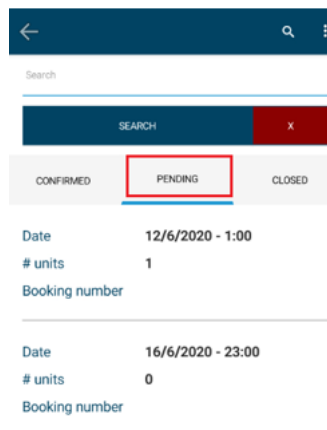 Search
SEARCH X
CONFIRMED PENDING CLOSED
Date 12/6/2020 - 1:00
# units 1
Booking number
Date 16/6/2020 - 23:00
# units 0
Booking number